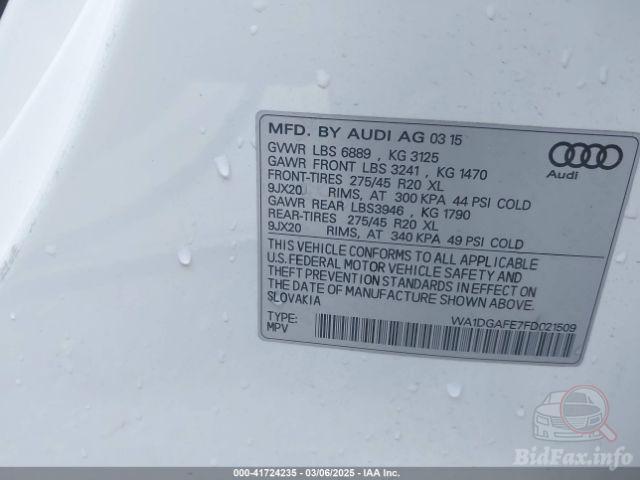 MFD. BY AUDI AG 03 15
GVWR LBS 6889 , KG 3125
GAWR FRONT LBS 3241 , KG 1470
FRONT-TIRES 275/45 R20 XL
9JX20 RIMS, AT 300 KPA 44 PSI COLD
GAWR REAR LBS3946 , KG 1790
REAR-TIRES 275/45 R20 XL
9JX20 RIMS, AT 340 KPA 49 PSI COLD
THIS VEHICLE CONFORMS TO ALL APPLICABLE
U.S.FEDERAL MOTOR VEHICLE SAFETY AND
THEFT PREVENTION STANDARDS IN EFFECT ON
THE DATE OF MANUFACTURE SHOWN ABOVE.
SLOVAKIA
TYPE:
MPV
WA1DGAFE7FD021509
Audi
BidFax.info
000-41724235 - 03/06/2025 - IAA Inc.